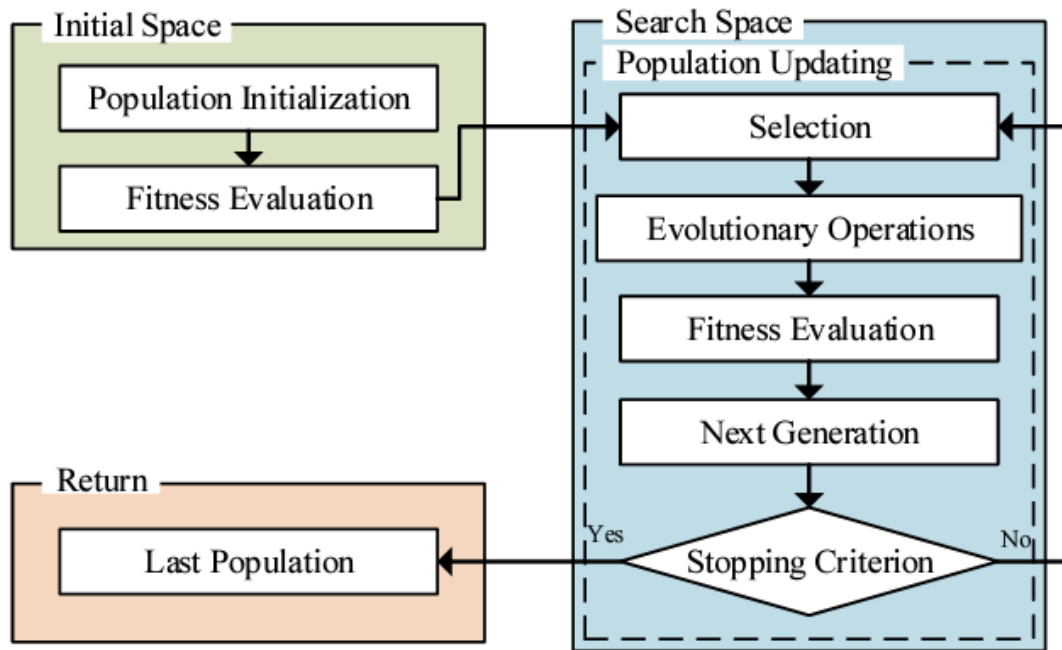 Initial Space
Population Initialization
Fitness Evaluation
Search Space
Population Updating
Selection
Evolutionary Operations
Fitness Evaluation
Next Generation
Stopping Criterion
Yes
No
Return
Last Population